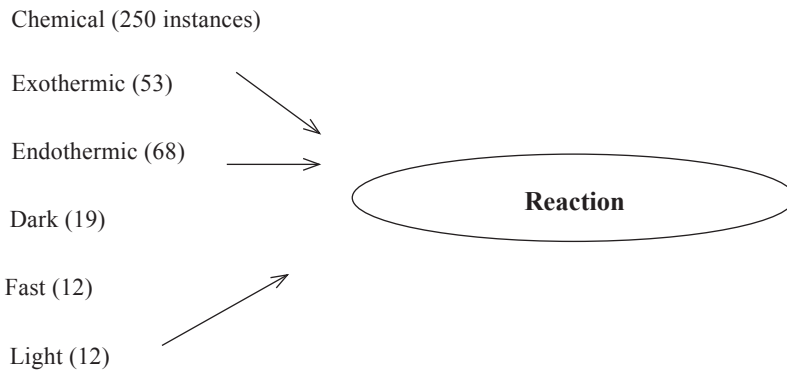 Chemical (250 instances)
Exothermic (53)
Endothermic (68)
Reaction
Dark (19)
Fast (12)
Light (12)